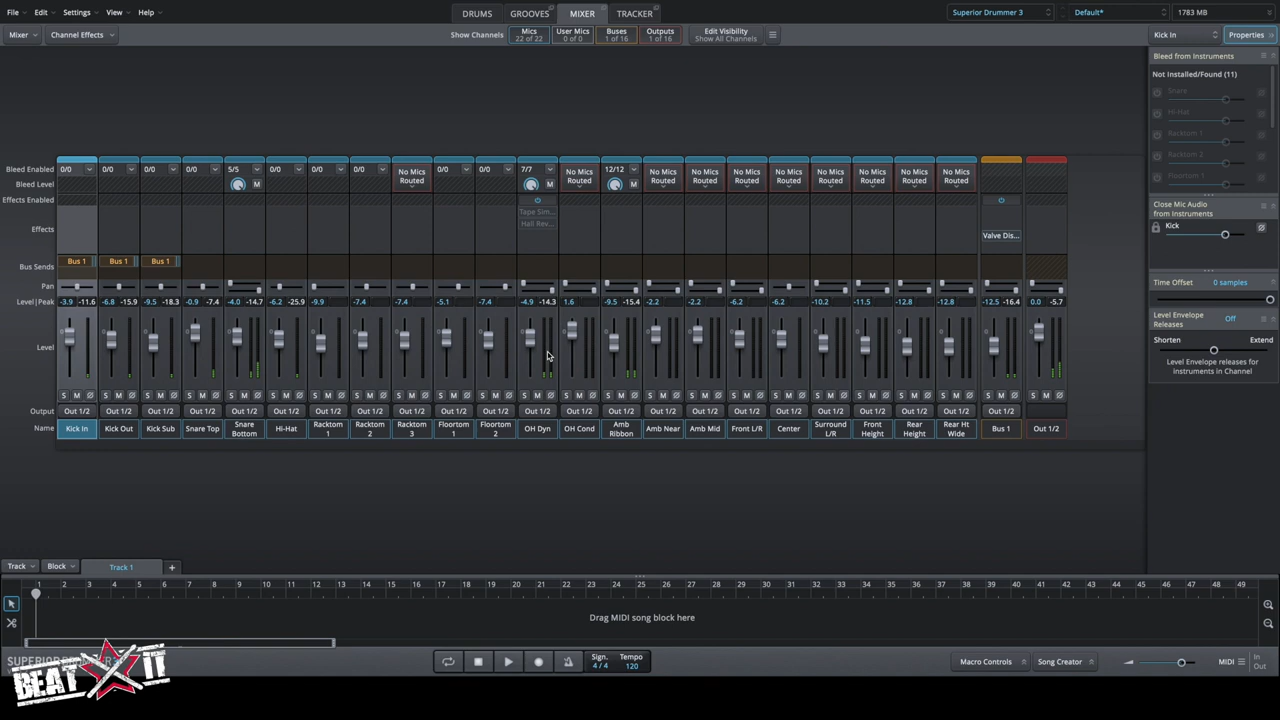 File Edit Settings View Help
DRUMS GROOVES MIXER TRACKER
Superior Drummer 3 Default* 1783 MB
Mixer Channel Effects
Show Channels Mics 22 of 22 User Mics 0 of 0 Buses 1 of 16 Outputs 1 of 16 Edit Visibility Show All Channels
Kick In Properties
Bleed from Instruments
Not Installed/Found (11)
Snare
Hi-Hat
Racktom 1
Racktom 2
Floortom 1
Close Mic Audio
from Instruments
Kick
Time Offset 0 samples
Level Envelope
Releases Off
Shorten Extend
Level Envelope releases for
instruments in Channel
Bleed Enabled 0/0 0/0 0/0 0/0 5/5 0/0 0/0 0/0 No Mics Routed 0/0 0/0 7/7 No Mics Routed 12/12 No Mics Routed No Mics Routed No Mics Routed No Mics Routed No Mics Routed No Mics Routed No Mics Routed No Mics Routed
Bleed Level M M M
Effects Enabled
Effects Tape Sim... Hall Rev... Valve Dis...
Bus Sends Bus 1 Bus 1 Bus 1
Pan
Level|Peak -3.9 -11.6 -6.8 -15.9 -9.5 -18.3 -0.9 -7.4 -4.0 -14.7 -6.2 -25.9 -9.9 -7.4 -7.4 -5.1 -7.4 -4.9 -14.3 1.6 -9.5 -15.4 -2.2 -2.2 -6.2 -6.2 -10.2 -11.5 -12.8 -12.8 -12.5 -16.4 0.0 -5.7
Level
S M S M S M S M S M S M S M S M S M S M S M S M S M S M S M S M S M S M S M S M S M S M S M S M
Output Out 1/2 Out 1/2 Out 1/2 Out 1/2 Out 1/2 Out 1/2 Out 1/2 Out 1/2 Out 1/2 Out 1/2 Out 1/2 Out 1/2 Out 1/2 Out 1/2 Out 1/2 Out 1/2 Out 1/2 Out 1/2 Out 1/2 Out 1/2 Out 1/2 Out 1/2 Out 1/2
Name Kick In Kick Out Kick Sub Snare Top Snare Bottom Hi-Hat Racktom 1 Racktom 2 Racktom 3 Floortom 1 Floortom 2 OH Dyn OH Cond Amb Ribbon Amb Near Amb Mid Front L/R Center Surround L/R Front Height Rear Height Rear Ht Wide Bus 1 Out 1/2
Track Block Track 1 +
1 2 3 4 5 6 7 8 9 10 11 12 13 14 15 16 17 18 19 20 21 22 23 24 25 26 27 28 29 30 31 32 33 34 35 36 37 38 39 40 41 42 43 44 45 46 47 48 49
Drag MIDI song block here
Sign. 4/4 Tempo 120
Macro Controls Song Creator MIDI In Out
BEAT IT